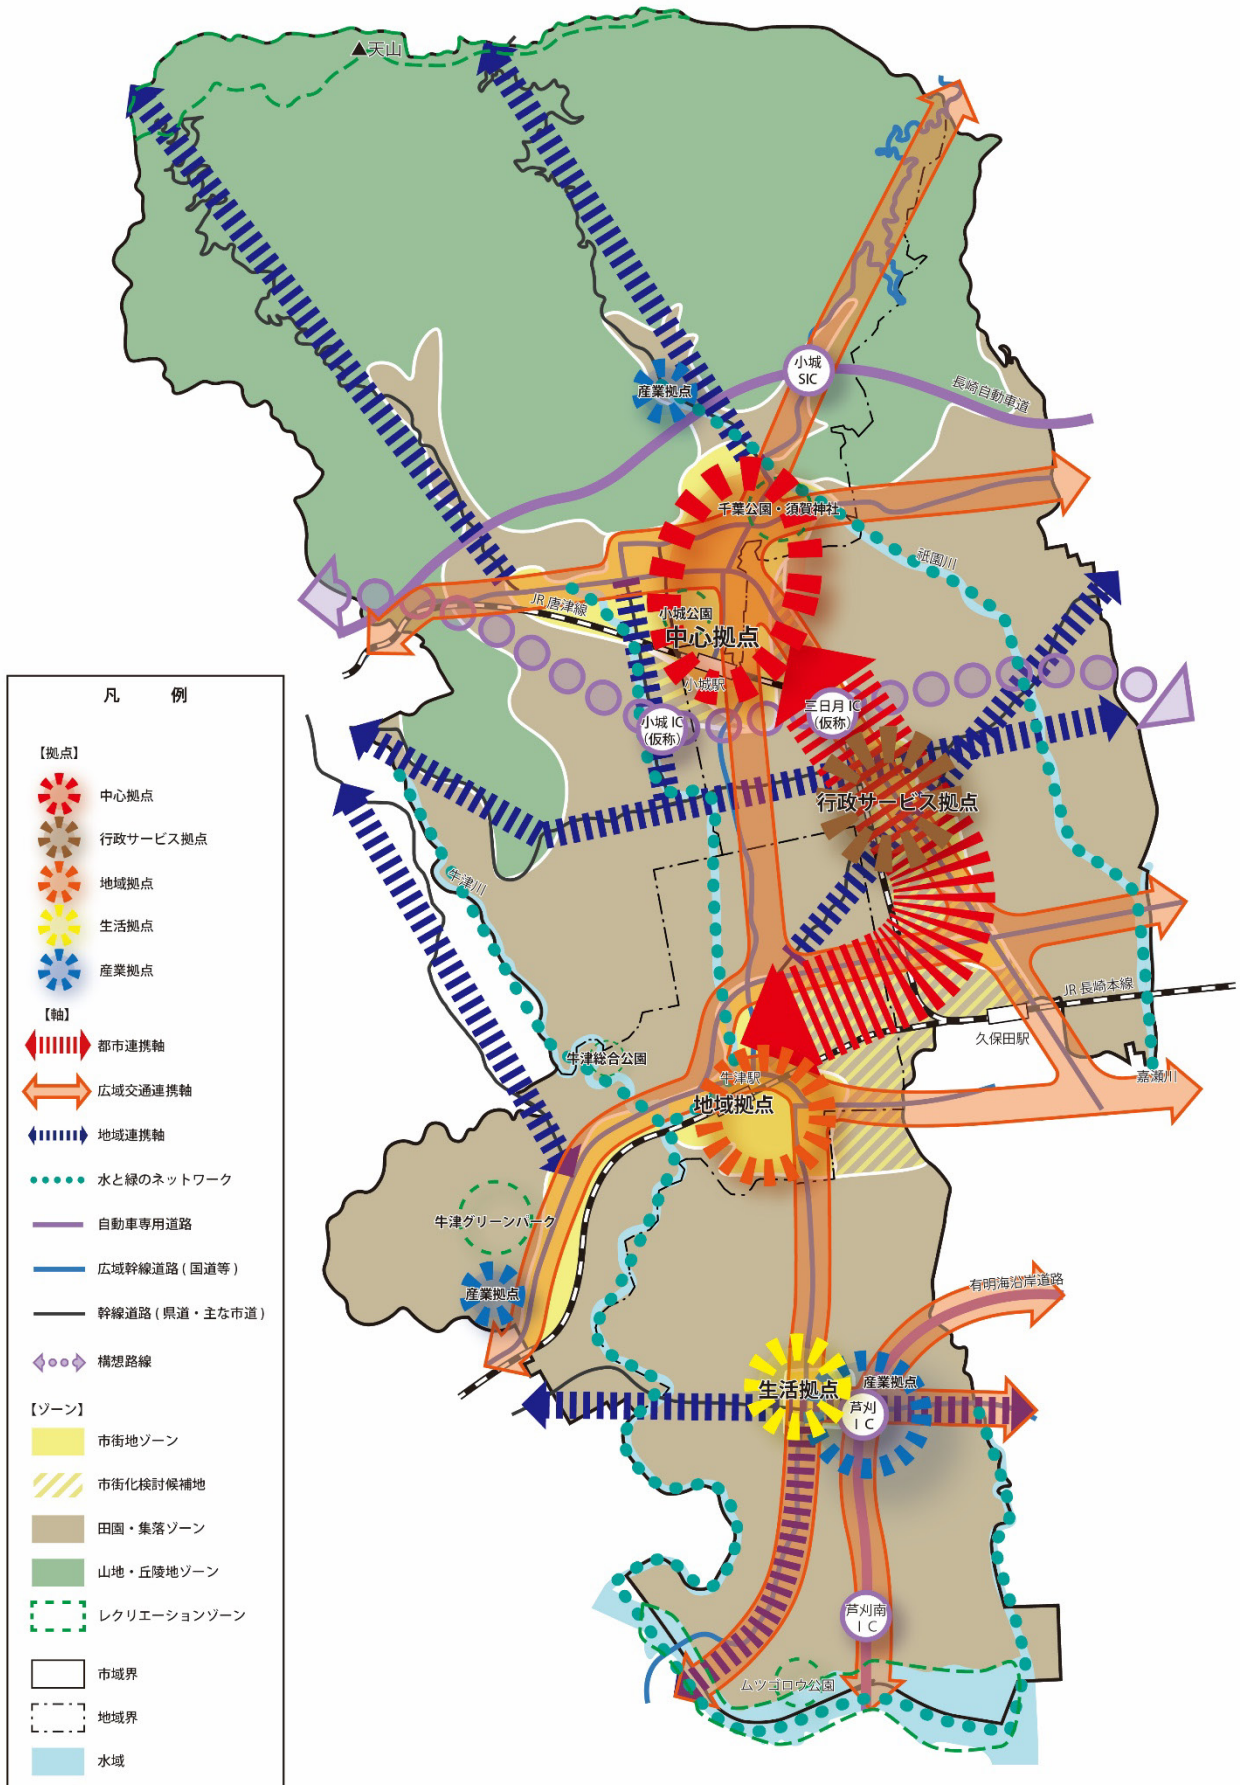 ▲天山
小城
SIC
長崎自動車道
産業拠点
千葉公園・須賀神社
祇園川
JR 唐津線
小城公園
中心拠点
小城駅
小城 IC
（仮称）
三日月 IC
（仮称）
行政サービス拠点
牛津川
JR 長崎本線
久保田駅
牛津総合公園
牛津駅
嘉瀬川
地域拠点
牛津グリーンパーク
産業拠点
有明海沿岸道路
生活拠点
産業拠点
芦刈
IC
芦刈南
IC
ムツゴロウ公園
凡 例
【拠点】
中心拠点
行政サービス拠点
地域拠点
生活拠点
産業拠点
【軸】
都市連携軸
広域交通連携軸
地域連携軸
水と緑のネットワーク
自動車専用道路
広域幹線道路 ( 国道等 )
幹線道路 ( 県道・主な市道 )
構想路線
【ゾーン】
市街地ゾーン
市街化検討候補地
田園・集落ゾーン
山地・丘陵地ゾーン
レクリエーションゾーン
市域界
地域界
水域